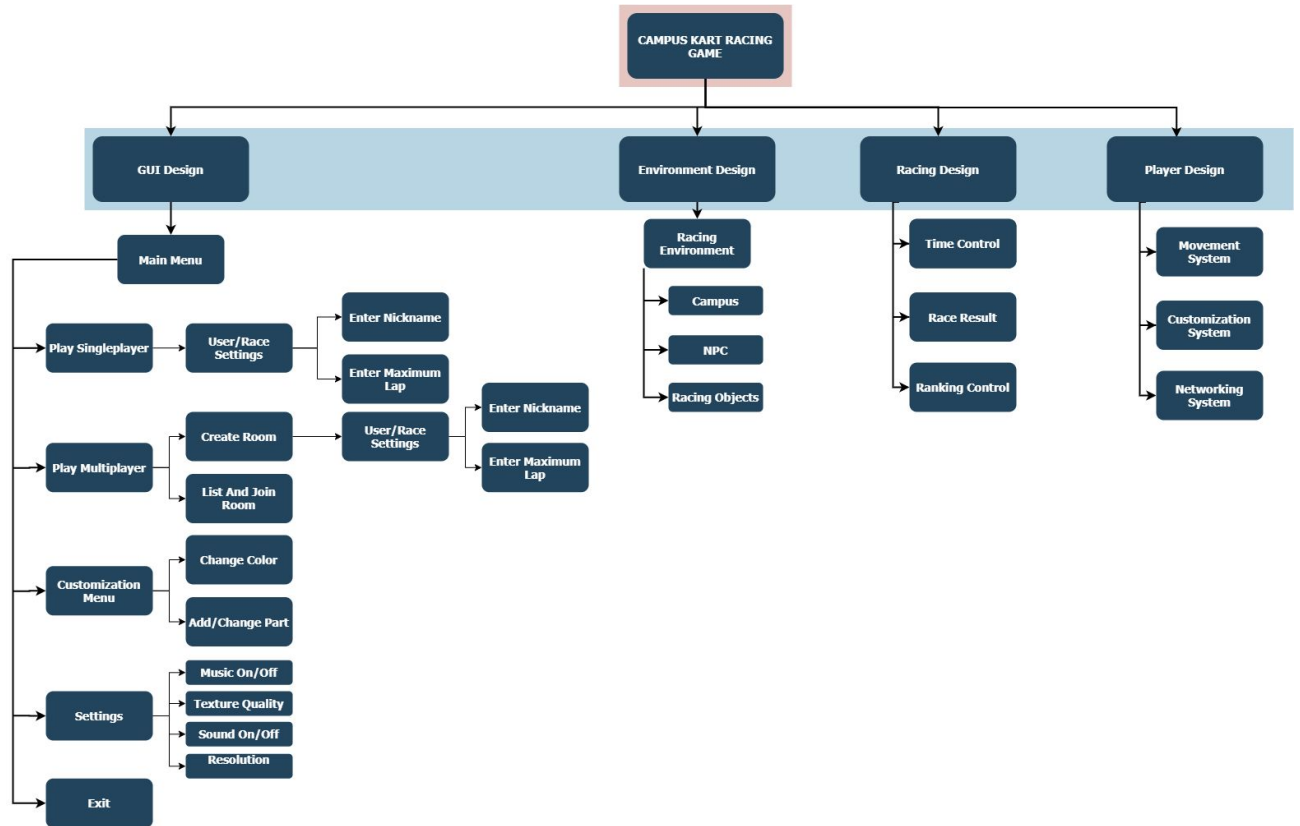 CAMPUS KART RACING
GAME
GUI Design
Environment Design
Racing Design
Player Design
Main Menu
Play Singleplayer
User/Race
Settings
Enter Nickname
Enter Maximum
Lap
Play Multiplayer
Create Room
User/Race
Settings
Enter Nickname
Enter Maximum
Lap
List And Join
Room
Customization
Menu
Change Color
Add/Change Part
Settings
Music On/Off
Texture Quality
Sound On/Off
Resolution
Exit
Racing
Environment
Campus
NPC
Racing Objects
Time Control
Race Result
Ranking Control
Movement
System
Customization
System
Networking
System